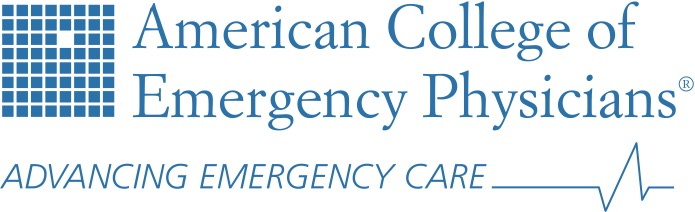 American College of
Emergency Physicians®
ADVANCING EMERGENCY CARE